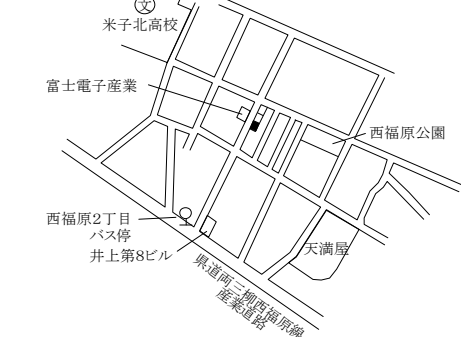 文
米子北高校
富士電子産業
西福原公園
西福原2丁目
バス停
井上第8ビル
天満屋
県道両三柳西福原線
産業道路